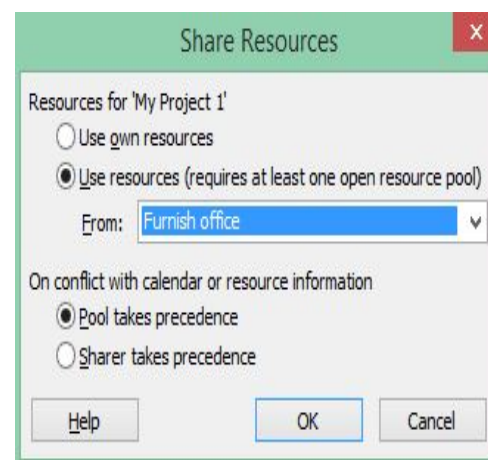 Share Resources
x
Resources for 'My Project 1'
Use own resources
Use resources (requires at least one open resource pool)
From: Furnish office
On conflict with calendar or resource information
Pool takes precedence
Sharer takes precedence
Help OK Cancel